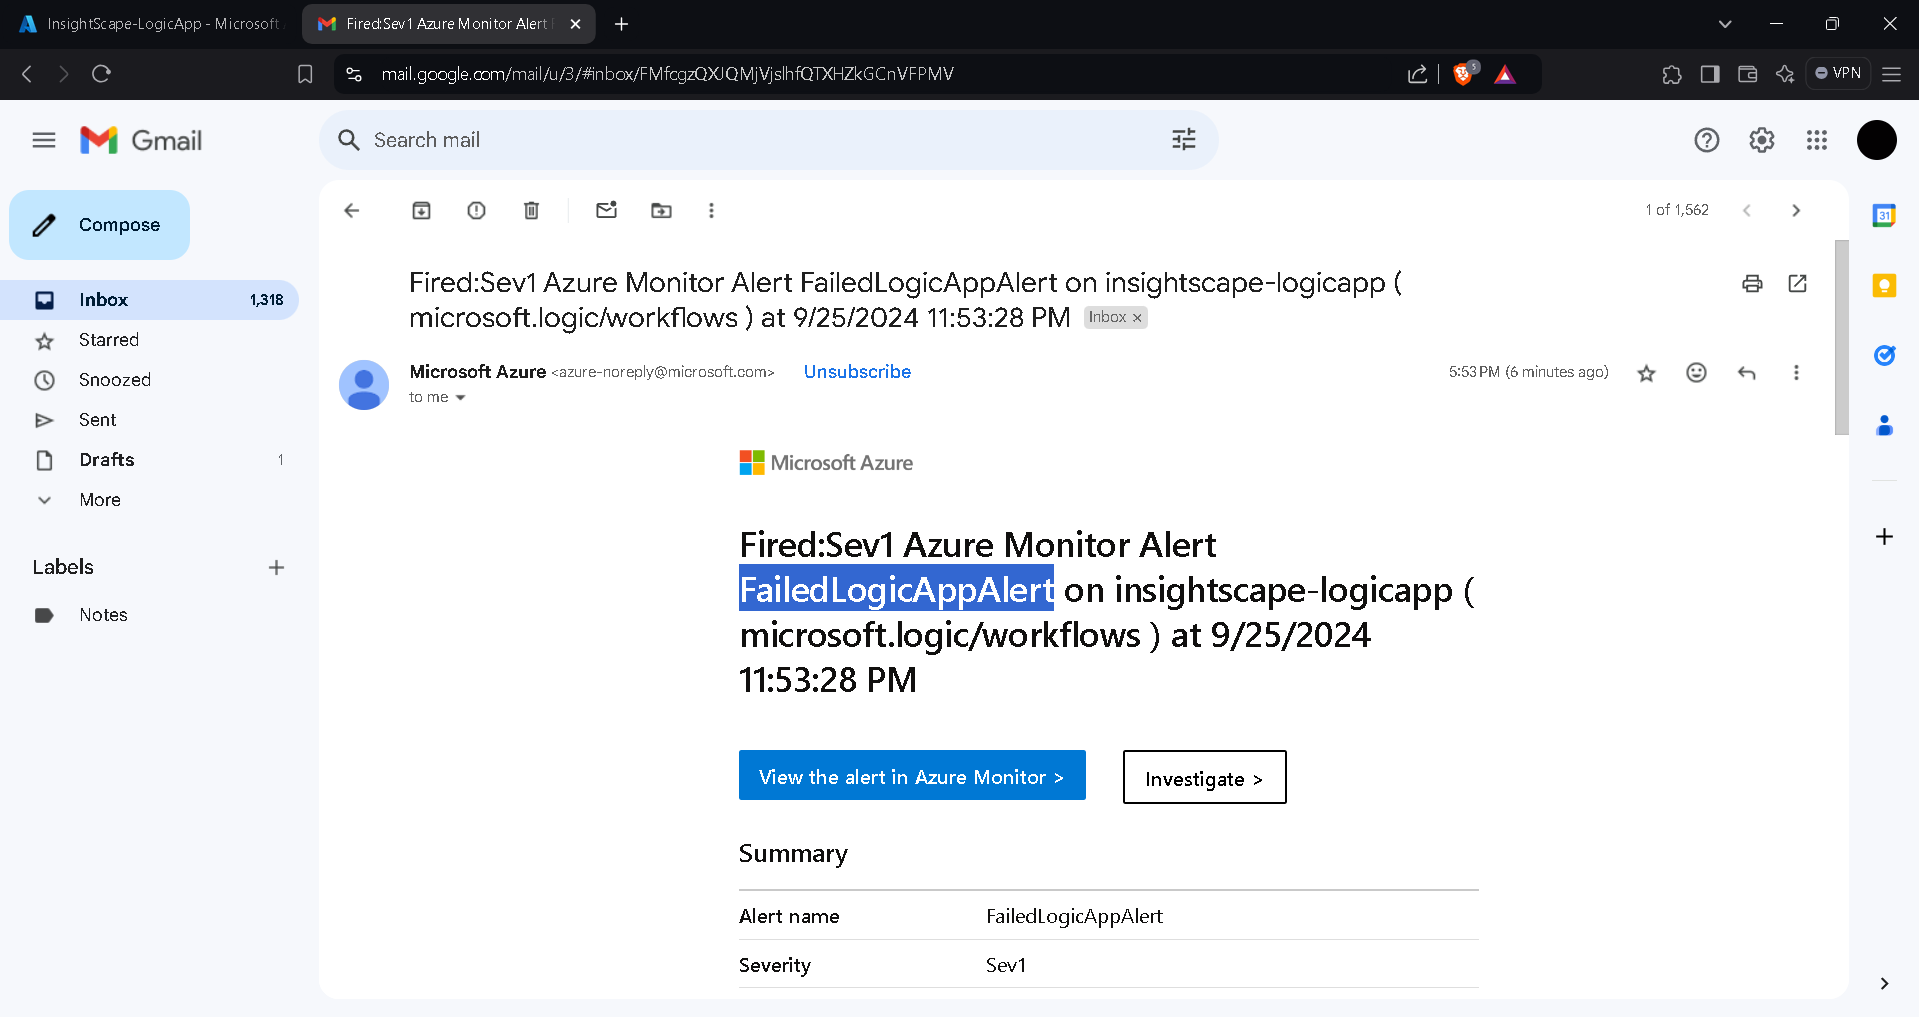 InsightScape-LogicApp - Microsoft
Fired:Sev1 Azure Monitor Alert
mail.google.com/mail/u/3/#inbox/FMfcgzQXJQMjVjslhfQTXHZkGCnVFPMV
5
VPN
Gmail
Search mail
Compose
1 of 1,562
31
Inbox 1,318
Starred
Snoozed
Sent
Drafts 1
More
Labels
Notes
Fired:Sev1 Azure Monitor Alert FailedLogicAppAlert on insightscape-logicapp (
microsoft.logic/workflows ) at 9/25/2024 11:53:28 PM Inbox ×
Microsoft Azure <azure-noreply@microsoft.com> Unsubscribe 5:53 PM (6 minutes ago)
to me
Microsoft Azure
Fired:Sev1 Azure Monitor Alert
FailedLogicAppAlert on insightscape-logicapp (
microsoft.logic/workflows ) at 9/25/2024
11:53:28 PM
View the alert in Azure Monitor >
Investigate >
Summary
Alert name FailedLogicAppAlert
Severity Sev1